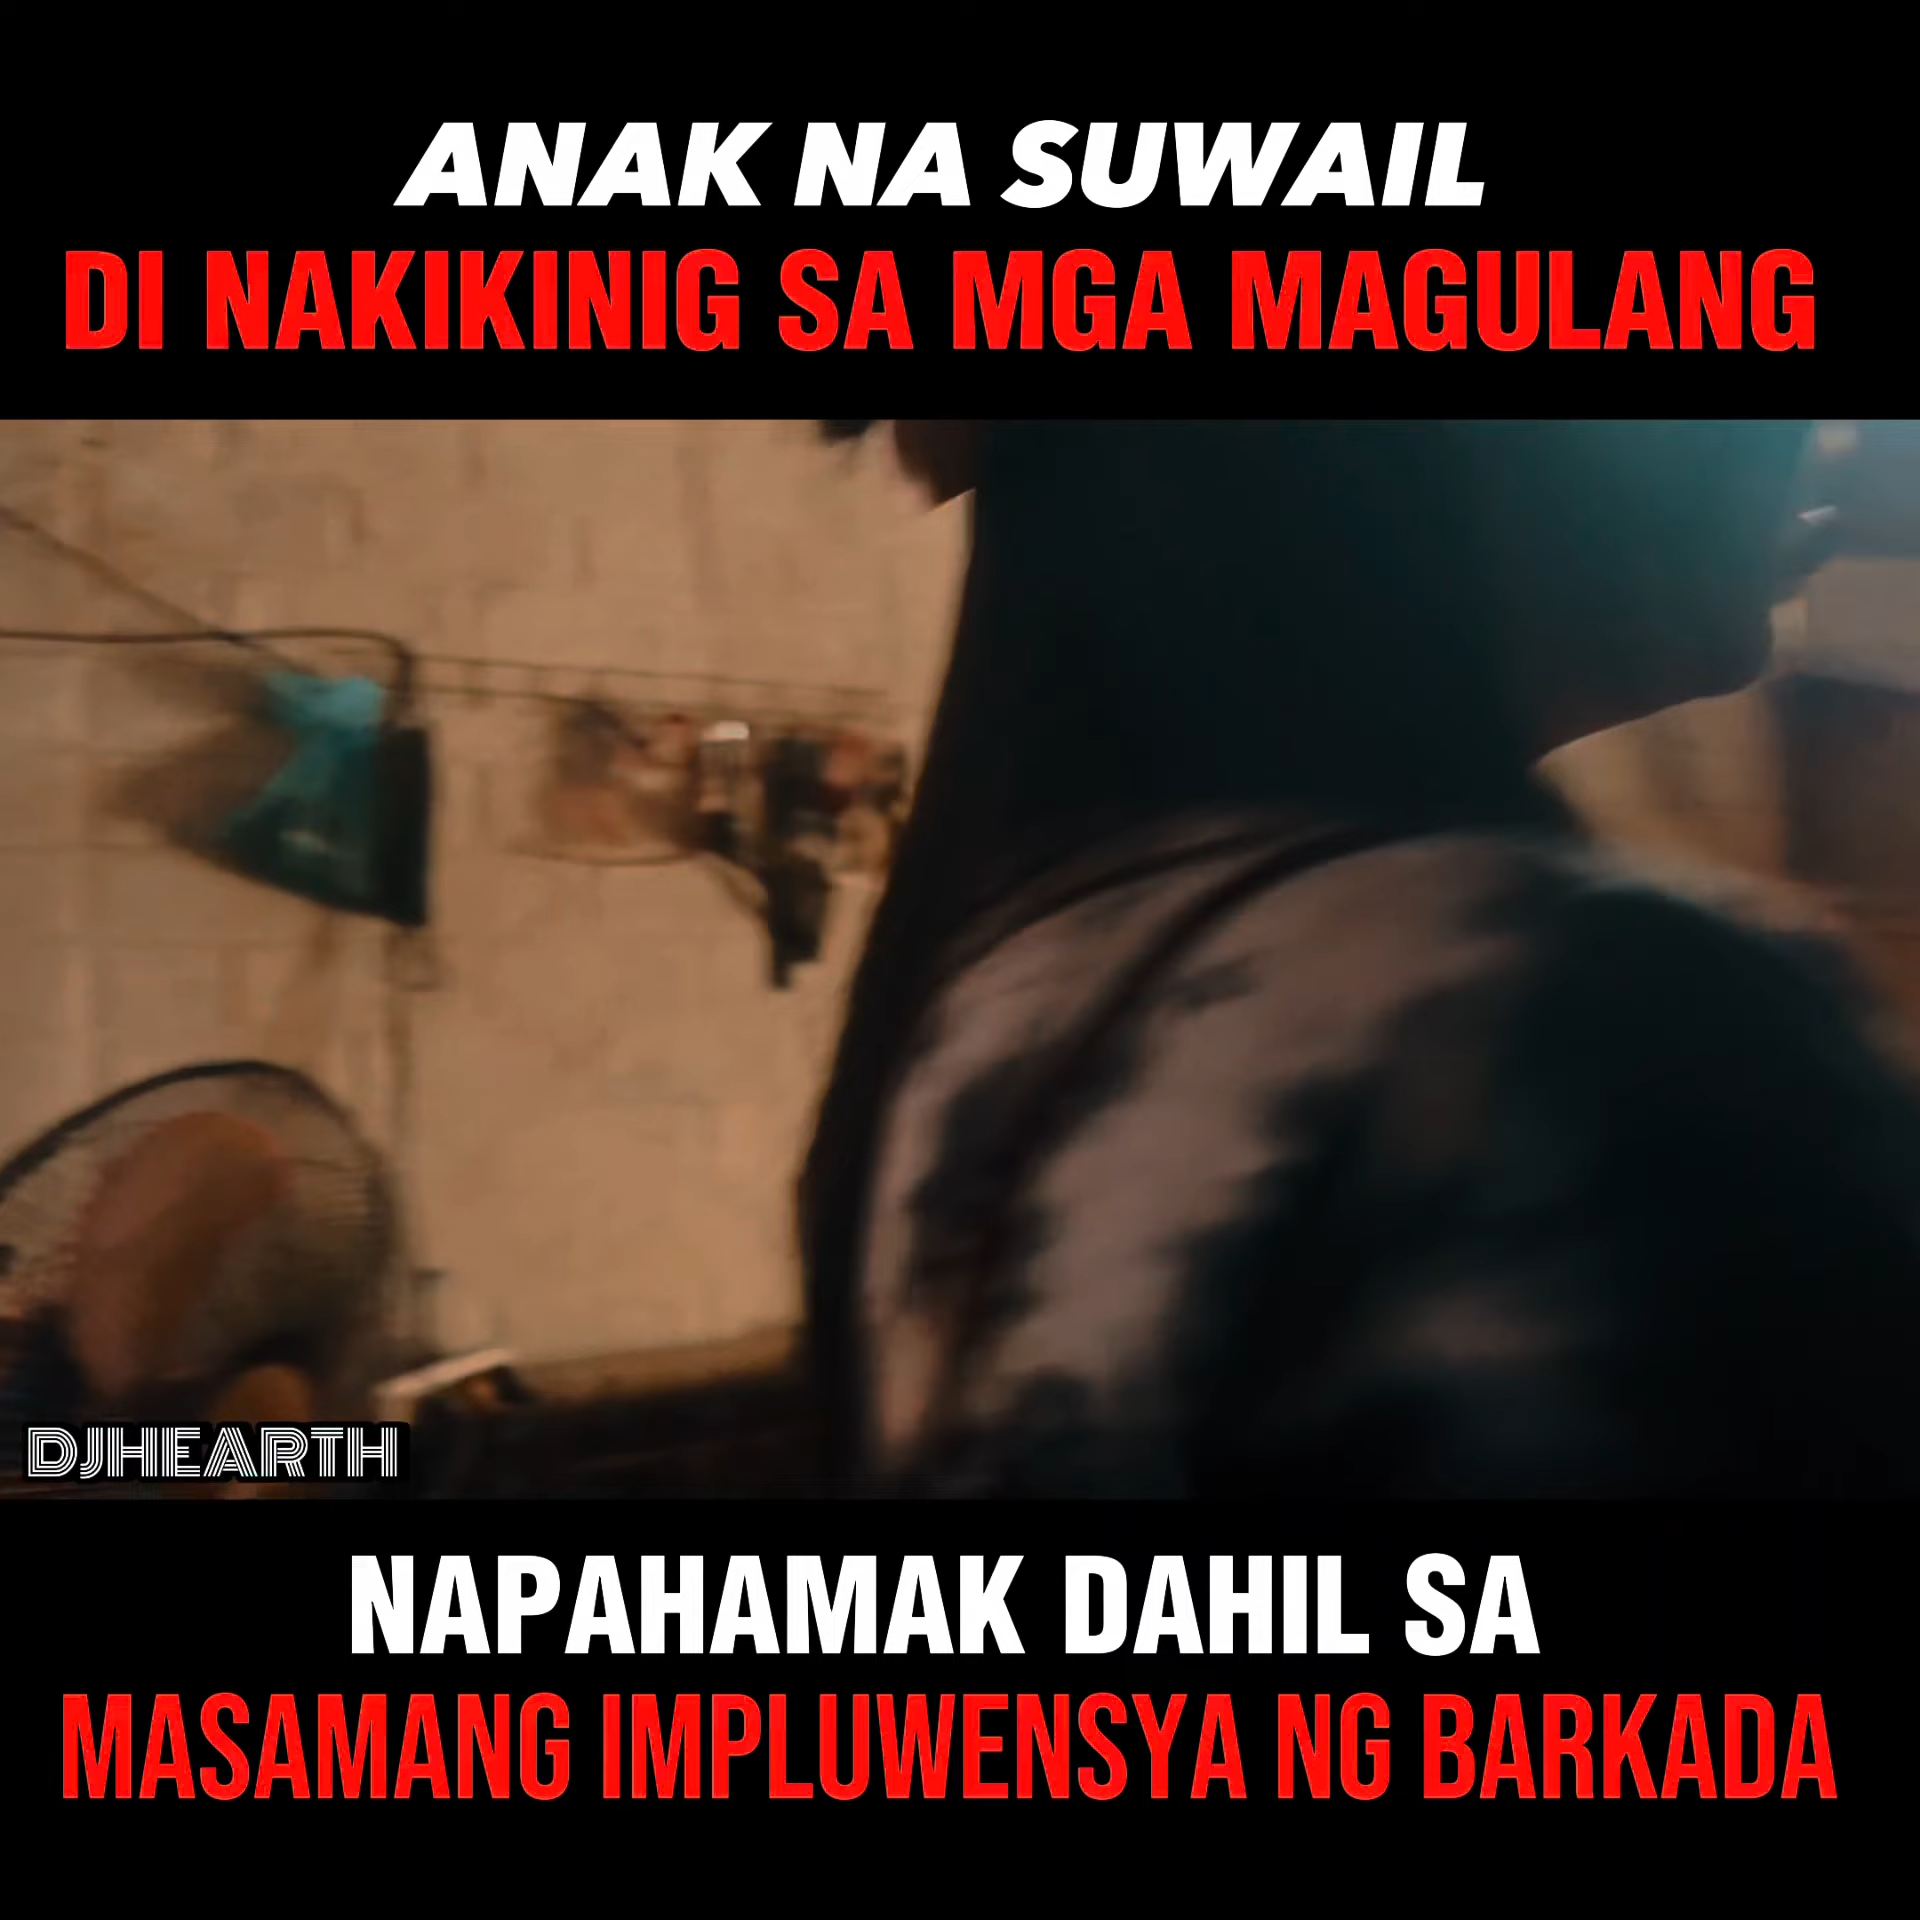 ANAK NA SUWAIL
DI NAKIKINIG SA MGA MAGULANG
DJHEARTH
NAPAHAMAK DAHIL SA
MASAMANG IMPLUWENSYA NG BARKADA